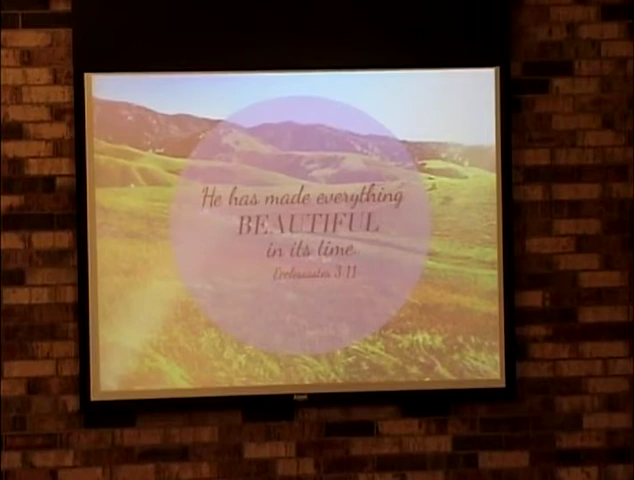 He has made everything
BEAUTIFUL
in its time.
Ecclesiastes 3:11